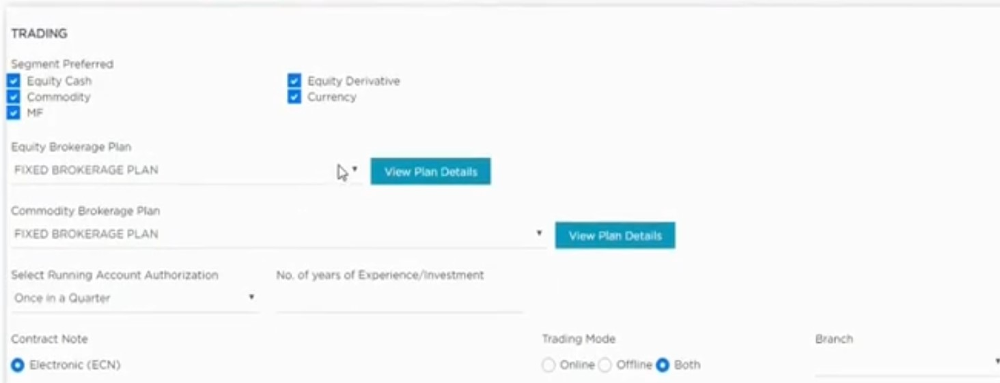 TRADING
Segment Preferred
Equity Cash
Equity Derivative
Commodity
Currency
MF
Equity Brokerage Plan
FIXED BROKERAGE PLAN
View Plan Details
Commodity Brokerage Plan
FIXED BROKERAGE PLAN
View Plan Details
Select Running Account Authorization
No. of years of Experience/Investment
Once in a Quarter
Contract Note
Trading Mode
Branch
Electronic (ECN)
Online Offline Both